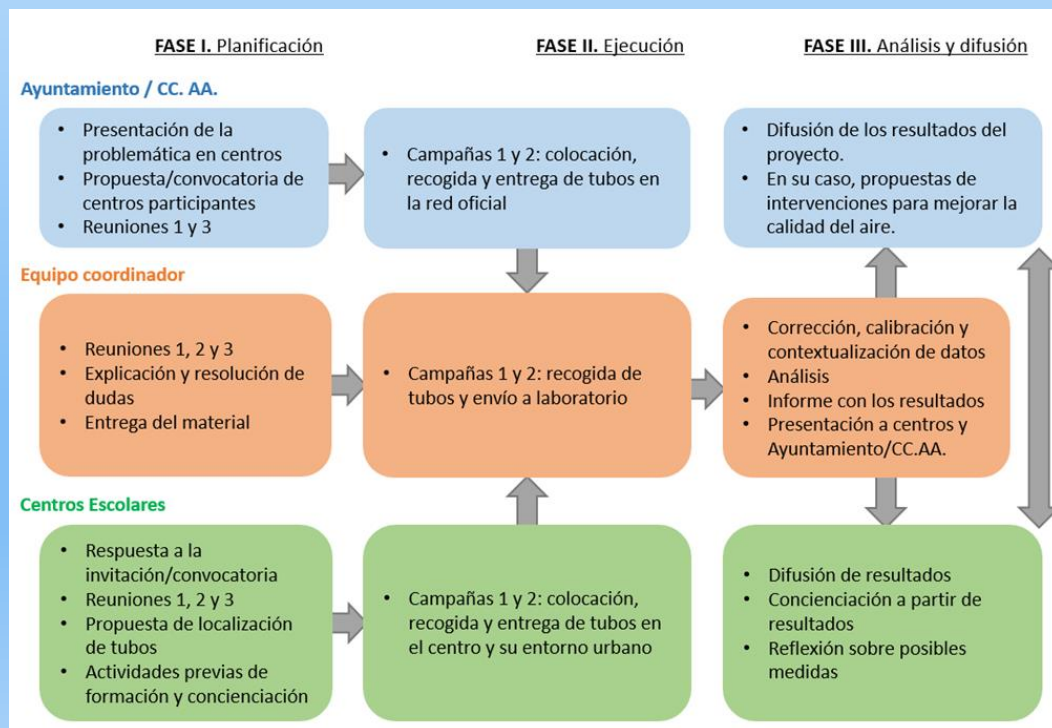 FASE I. Planificación
FASE II. Ejecución
FASE III. Análisis y difusión
Ayuntamiento / CC. AA.
• Presentación de la
problemática en centros
• Propuesta/convocatoria de
centros participantes
• Reuniones 1 y 3
• Campañas 1 y 2: colocación,
recogida y entrega de tubos en
la red oficial
• Difusión de los resultados del
proyecto.
• En su caso, propuestas de
intervenciones para mejorar la
calidad del aire.
Equipo coordinador
• Reuniones 1, 2 y 3
• Explicación y resolución de
dudas
• Entrega del material
• Campañas 1 y 2: recogida de
tubos y envío a laboratorio
• Corrección, calibración y
contextualización de datos
• Análisis
• Informe con los resultados
• Presentación a centros y
Ayuntamiento/CC.AA.
Centros Escolares
• Respuesta a la
invitación/convocatoria
• Reuniones 1, 2 y 3
• Propuesta de localización
de tubos
• Actividades previas de
formación y concienciación
• Campañas 1 y 2: colocación,
recogida y entrega de tubos en
el centro y su entorno urbano
• Difusión de resultados
• Concienciación a partir de
resultados
• Reflexión sobre posibles
medidas